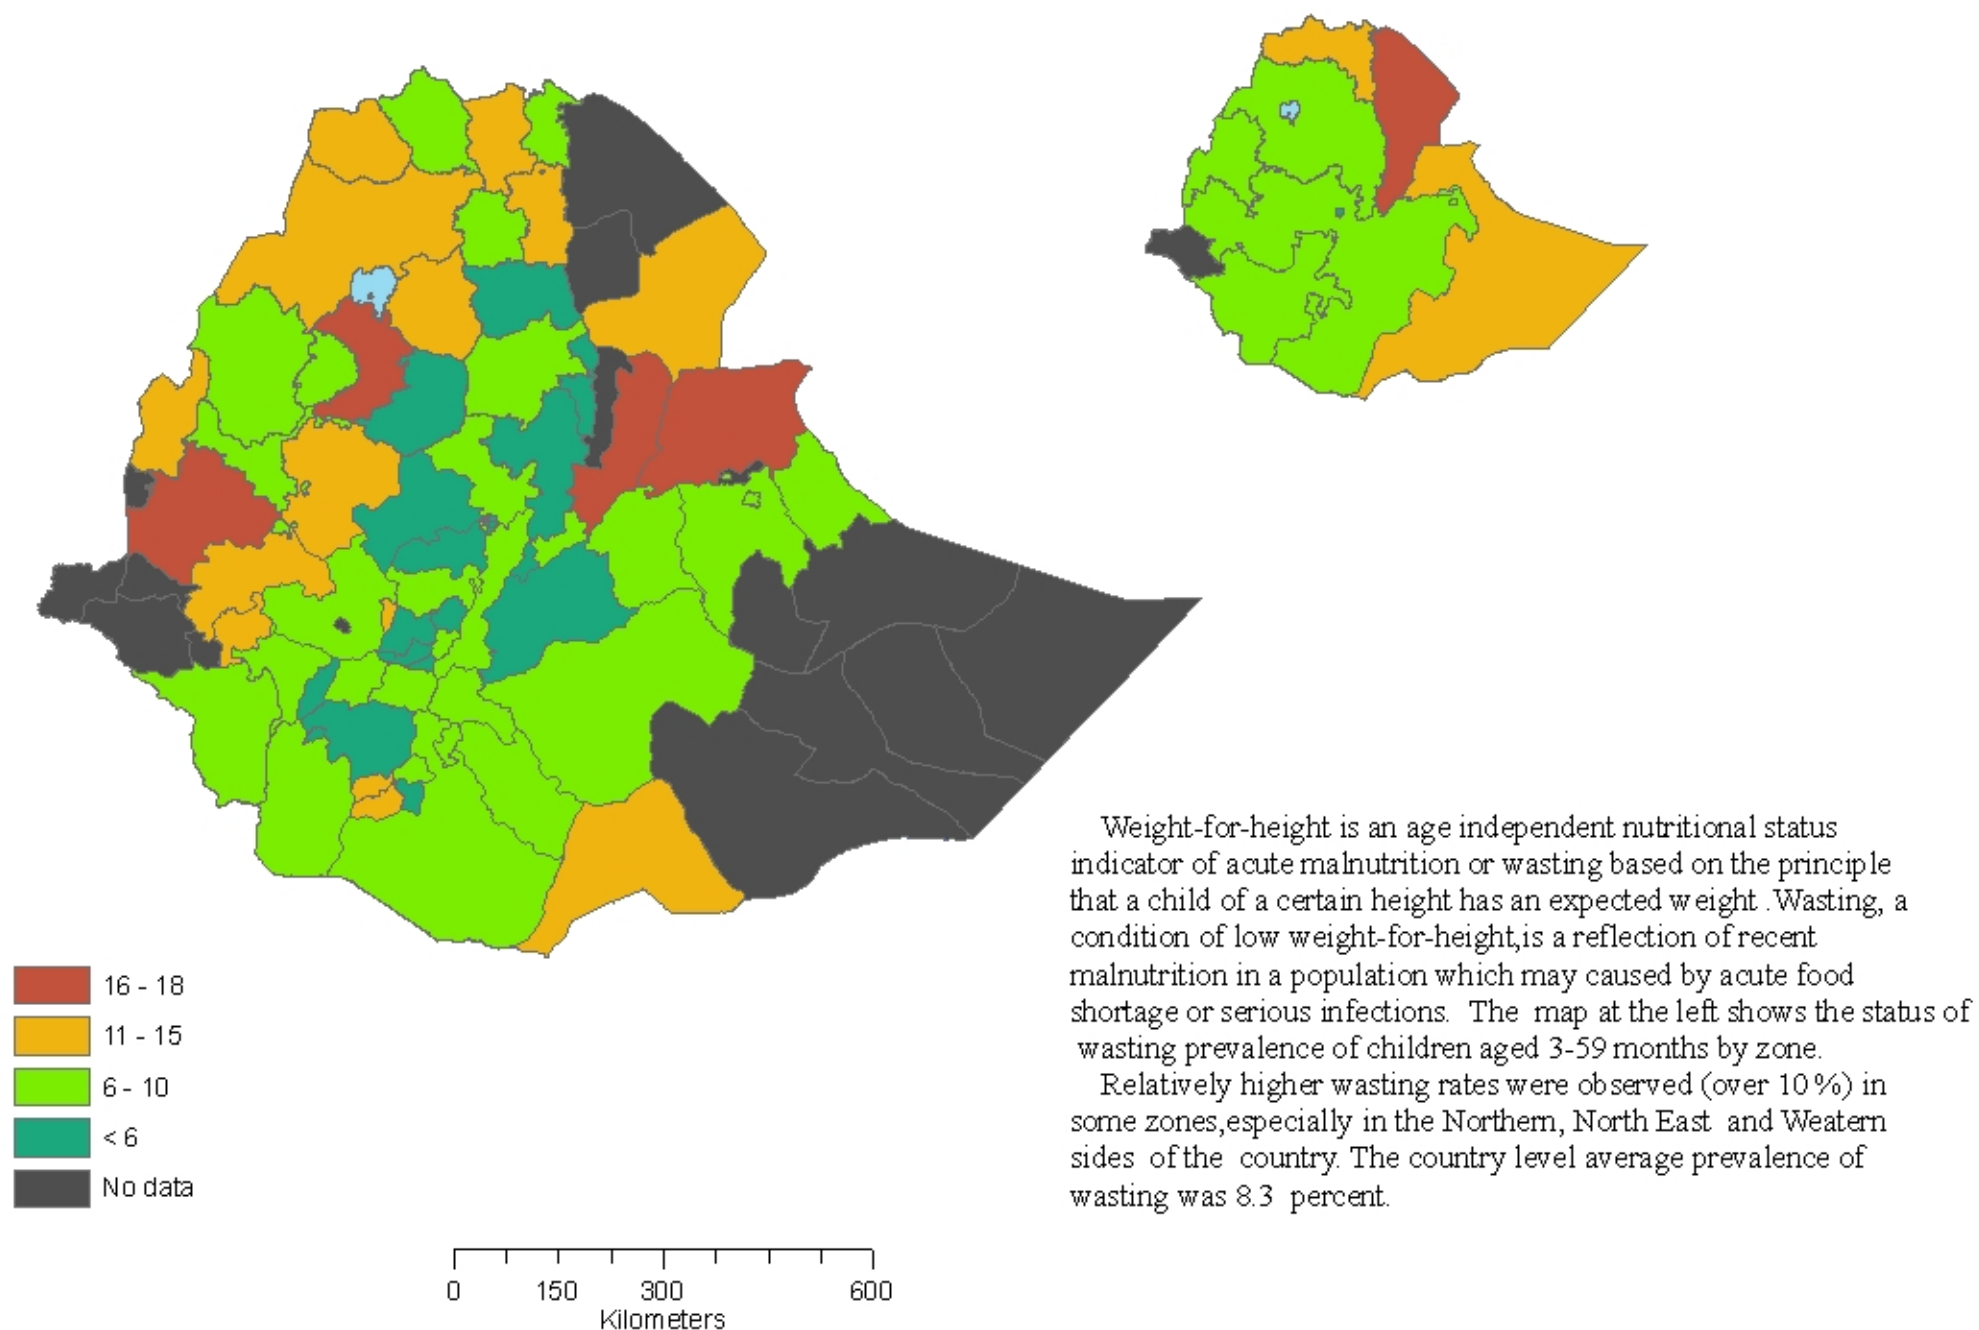 16 - 18
11 - 15
6 - 10
< 6
No data
0 150 300 600
Kilometers
Weight-for-height is an age independent nutritional status
indicator of acute malnutrition or wasting based on the principle
that a child of a certain height has an expected weight .Wasting, a
condition of low weight-for-height,is a reflection of recent
malnutrition in a population which may caused by acute food
shortage or serious infections. The map at the left shows the status of
wasting prevalence of children aged 3-59 months by zone.
Relatively higher wasting rates were observed (over 10%) in
some zones,especially in the Northern, North East and Weatern
sides of the country. The country level average prevalence of
wasting was 8.3 percent.